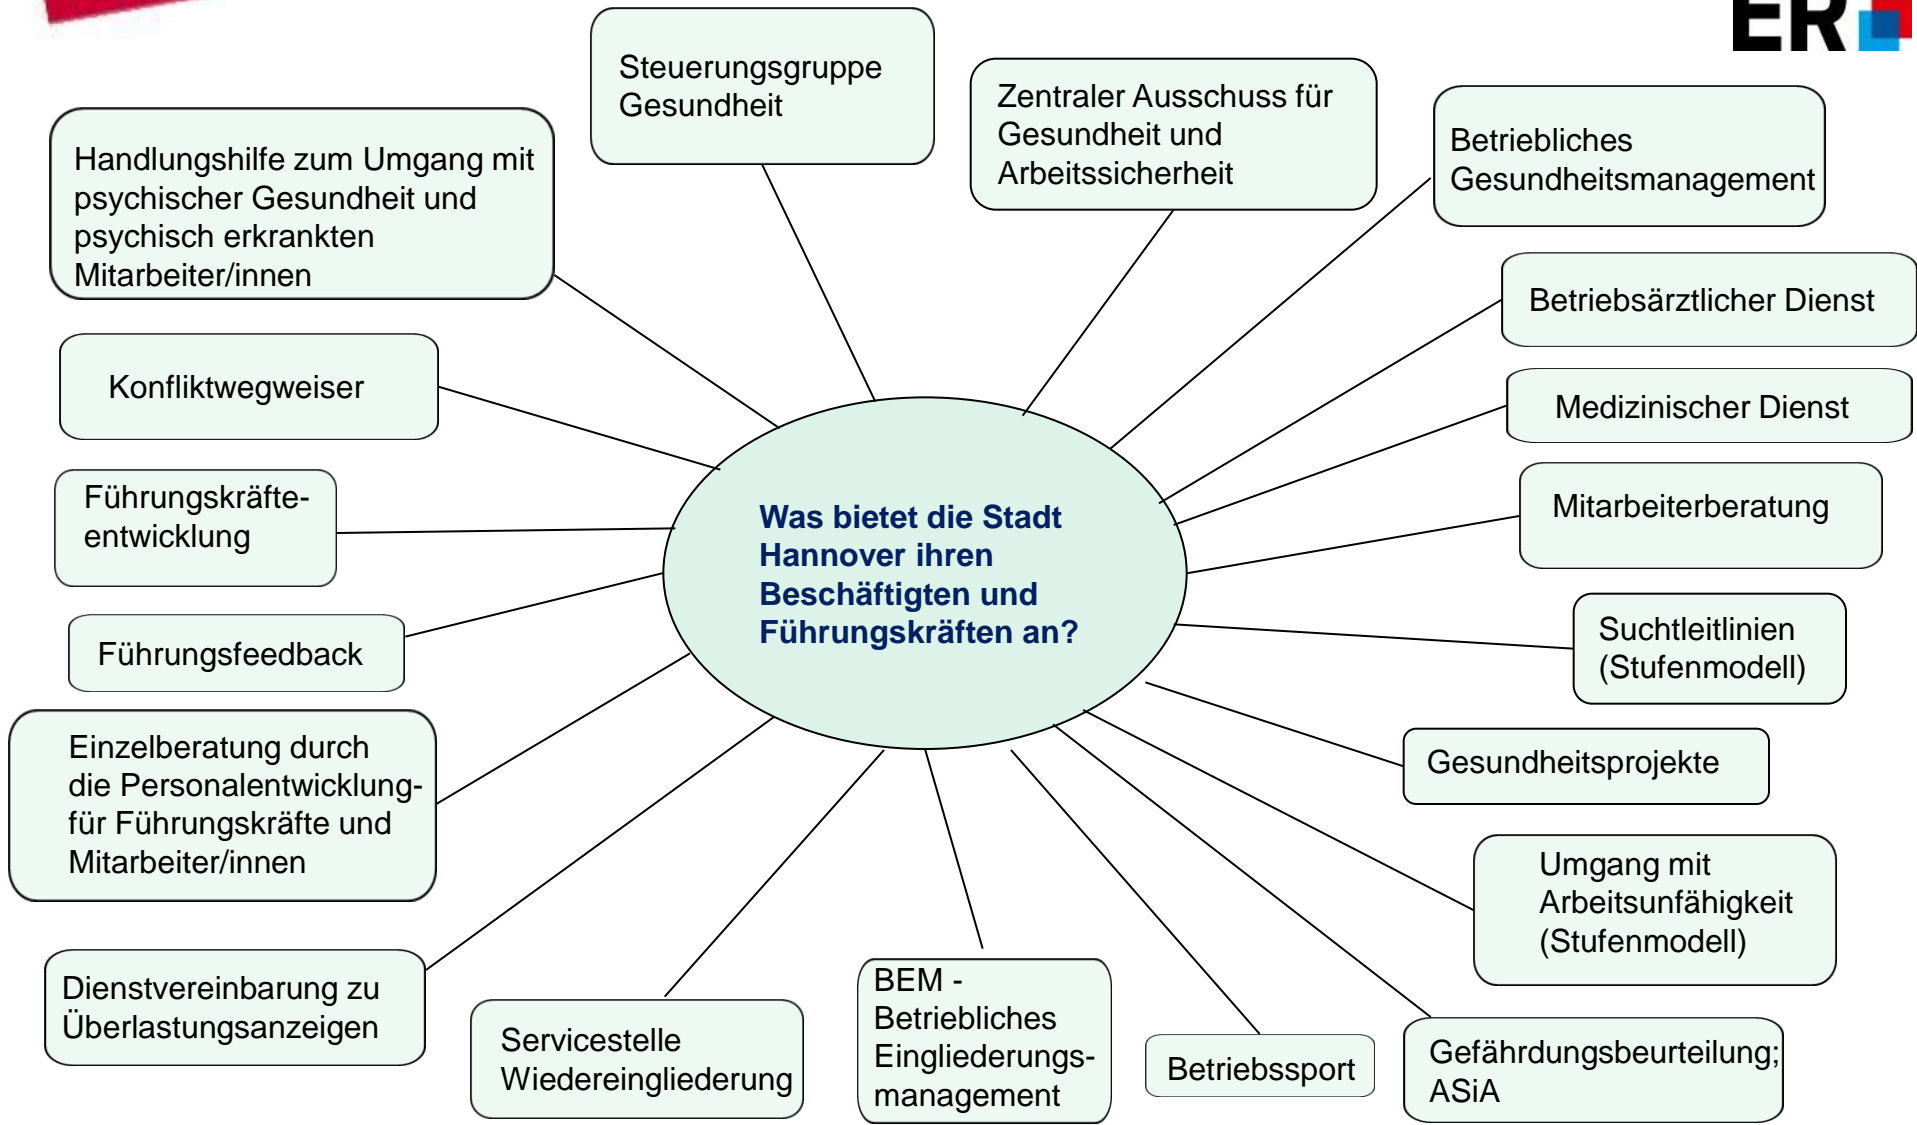 ER
Steuerungsgruppe
Gesundheit
Zentraler Ausschuss für
Gesundheit und
Arbeitssicherheit
Betriebliches
Gesundheitsmanagement
Handlungshilfe zum Umgang mit
psychischer Gesundheit und
psychisch erkrankten
Mitarbeiter/innen
Betriebsärztlicher Dienst
Konfliktwegweiser
Medizinischer Dienst
Führungskräfte-
entwicklung
Mitarbeiterberatung
Was bietet die Stadt
Hannover ihren
Beschäftigten und
Führungskräften an?
Führungsfeedback
Suchtleitlinien
(Stufenmodell)
Einzelberatung durch
die Personalentwicklung-
für Führungskräfte und
Mitarbeiter/innen
Gesundheitsprojekte
Umgang mit
Arbeitsunfähigkeit
(Stufenmodell)
Dienstvereinbarung zu
Überlastungsanzeigen
Servicestelle
Wiedereingliederung
BEM -
Betriebliches
Eingliederungs-
management
Betriebssport
Gefährdungsbeurteilung;
ASiA